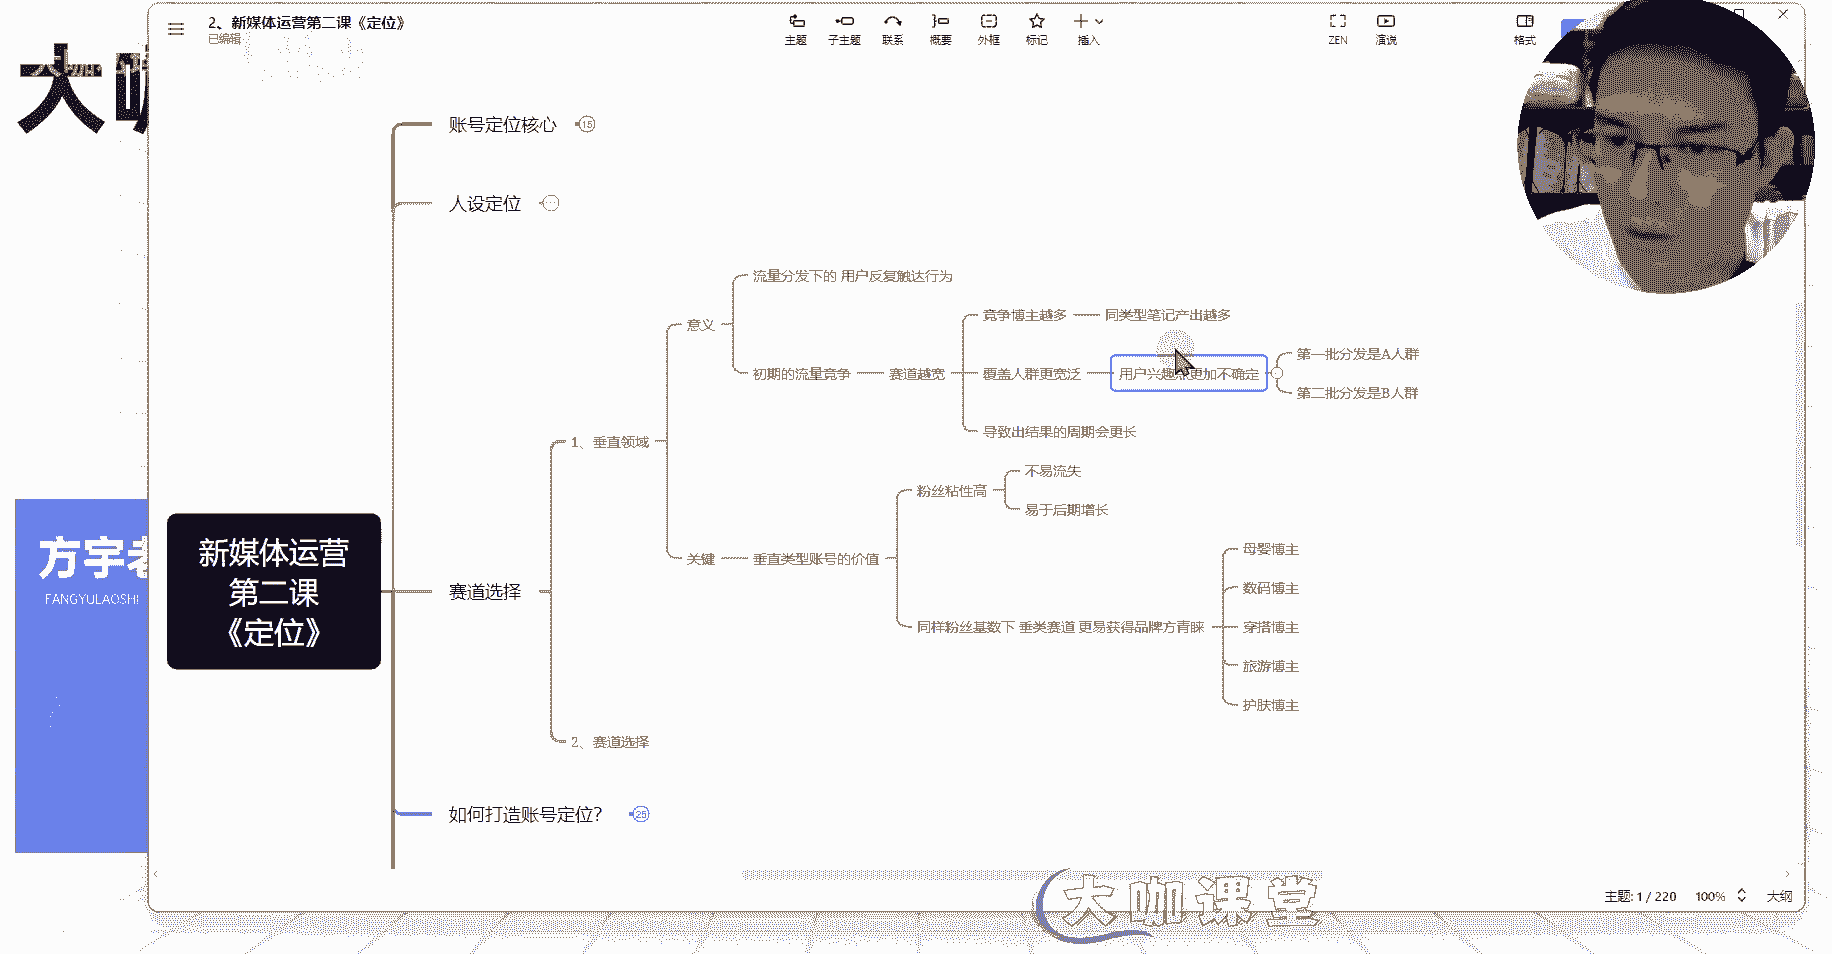 2、新媒体运营第二课《定位》
已编辑
主题
子主题
联系
概要
外框
标记
插入
ZEN
演说
格式
大
账号定位核心
15
人设定位
流量分发下的 用户反复触达行为
意义
竞争博主越多
同类型笔记产出越多
初期的流量竞争
赛道越宽
覆盖人群更宽泛
更加不确定
第一批分发是A人群
第二批分发是B人群
导致出结果的周期会更长
1、垂直领域
粉丝粘性高
不易流失
易于后期增长
关键
垂直类型账号的价值
母婴博主
数码博主
同样粉丝基数下 垂类赛道 更易获得品牌方青睐
穿搭博主
旅游博主
护肤博主
新媒体运营
第二课
《定位》
赛道选择
2、赛道选择
如何打造账号定位？
25
方宇老
FANGYULAOSHI
大咖课堂
主题: 1 / 220
100%
大纲